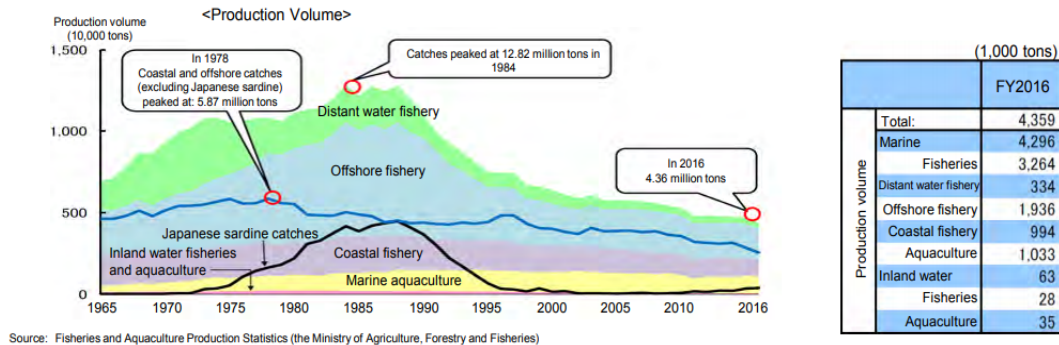 <Production Volume>
Production volume
(10,000 tons)
1,500
1,000
500
0
In 1978
Coastal and offshore catches
(excluding Japanese sardine)
peaked at: 5.87 million tons
Catches peaked at 12.82 million tons in
1984
In 2016
4.36 million tons
Distant water fishery
Offshore fishery
Japanese sardine catches
Inland water fisheries
and aquaculture
Coastal fishery
Marine aquaculture
1965 1970 1975 1980 1985 1990 1995 2000 2005 2010 2016
Source: Fisheries and Aquaculture Production Statistics (the Ministry of Agriculture, Forestry and Fisheries)
(1,000 tons)
FY2016
Production volume
Total: 4,359
Marine 4,296
Fisheries 3,264
Distant water fishery 334
Offshore fishery 1,936
Coastal fishery 994
Aquaculture 1,033
Inland water 63
Fisheries 28
Aquaculture 35